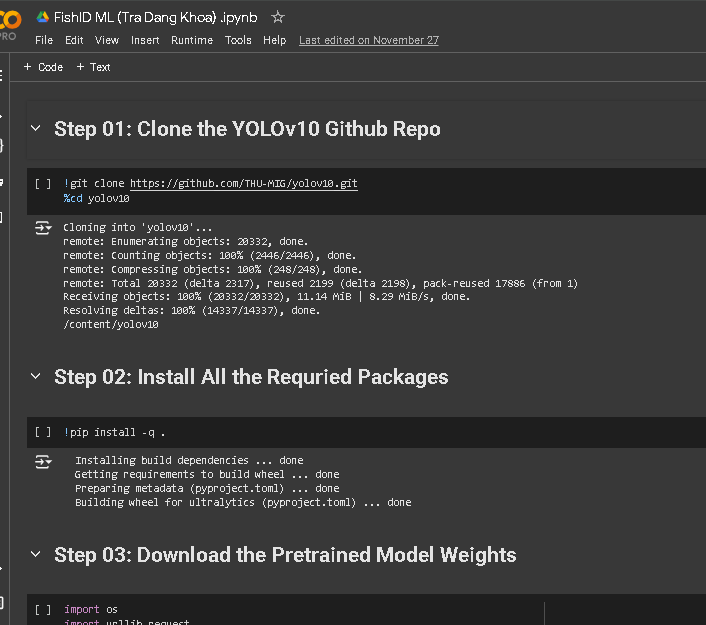 FishID ML (Tra Dang Khoa) .ipynb
PRO
File Edit View Insert Runtime Tools Help Last edited on November 27
+ Code + Text
Step 01: Clone the YOLOv10 Github Repo
[ ] !git clone https://github.com/THU-MIG/yolov10.git
%cd yolov10
Cloning into 'yolov10'...
remote: Enumerating objects: 20332, done.
remote: Counting objects: 100% (2446/2446), done.
remote: Compressing objects: 100% (248/248), done.
remote: Total 20332 (delta 2317), reused 2199 (delta 2198), pack-reused 17886 (from 1)
Receiving objects: 100% (20332/20332), 11.14 MiB | 8.29 MiB/s, done.
Resolving deltas: 100% (14337/14337), done.
/content/yolov10
Step 02: Install All the Requried Packages
[ ] !pip install -q .
Installing build dependencies ... done
Getting requirements to build wheel ... done
Preparing metadata (pyproject.toml) ... done
Building wheel for ultralytics (pyproject.toml) ... done
Step 03: Download the Pretrained Model Weights
[ ] import os
import urllib.request